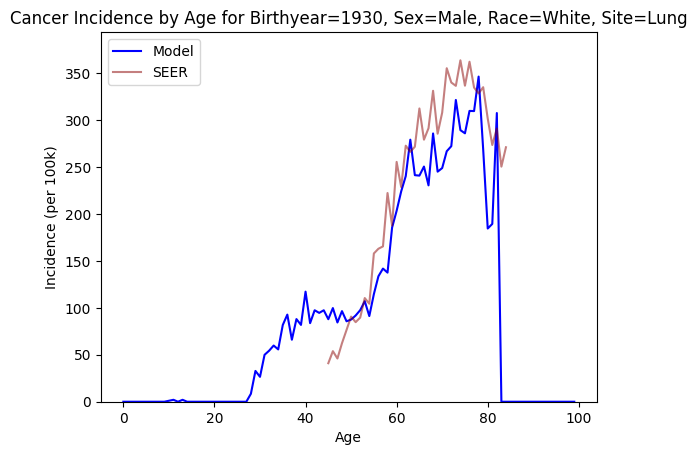 Cancer Incidence by Age for Birthyear=1930, Sex=Male, Race=White, Site=Lung
Model
SEER
350
300
250
200
150
100
50
0
Incidence (per 100k)
0 20 40 60 80 100
Age